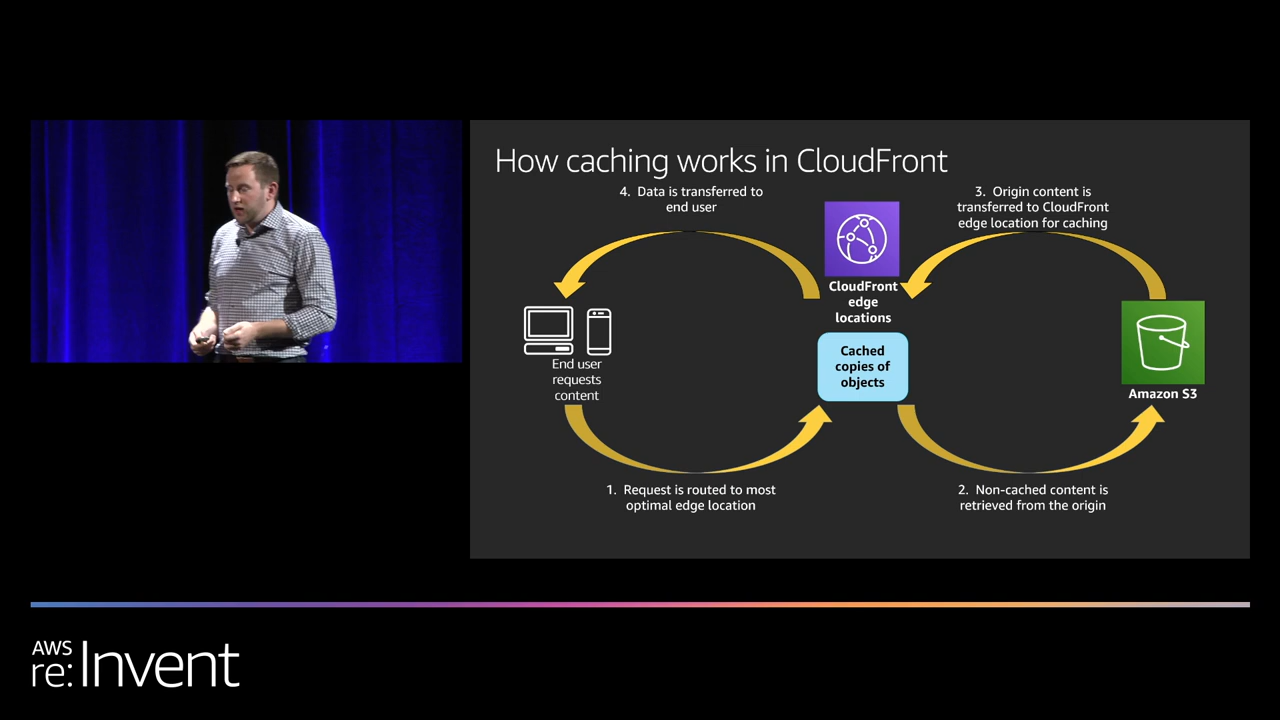 How caching works in CloudFront
4. Data is transferred to
end user
3. Origin content is
transferred to CloudFront
edge location for caching
CloudFront
edge
locations
End user
requests
content
Cached
copies of
objects
Amazon S3
1. Request is routed to most
optimal edge location
2. Non-cached content is
retrieved from the origin
AWS
re:Invent